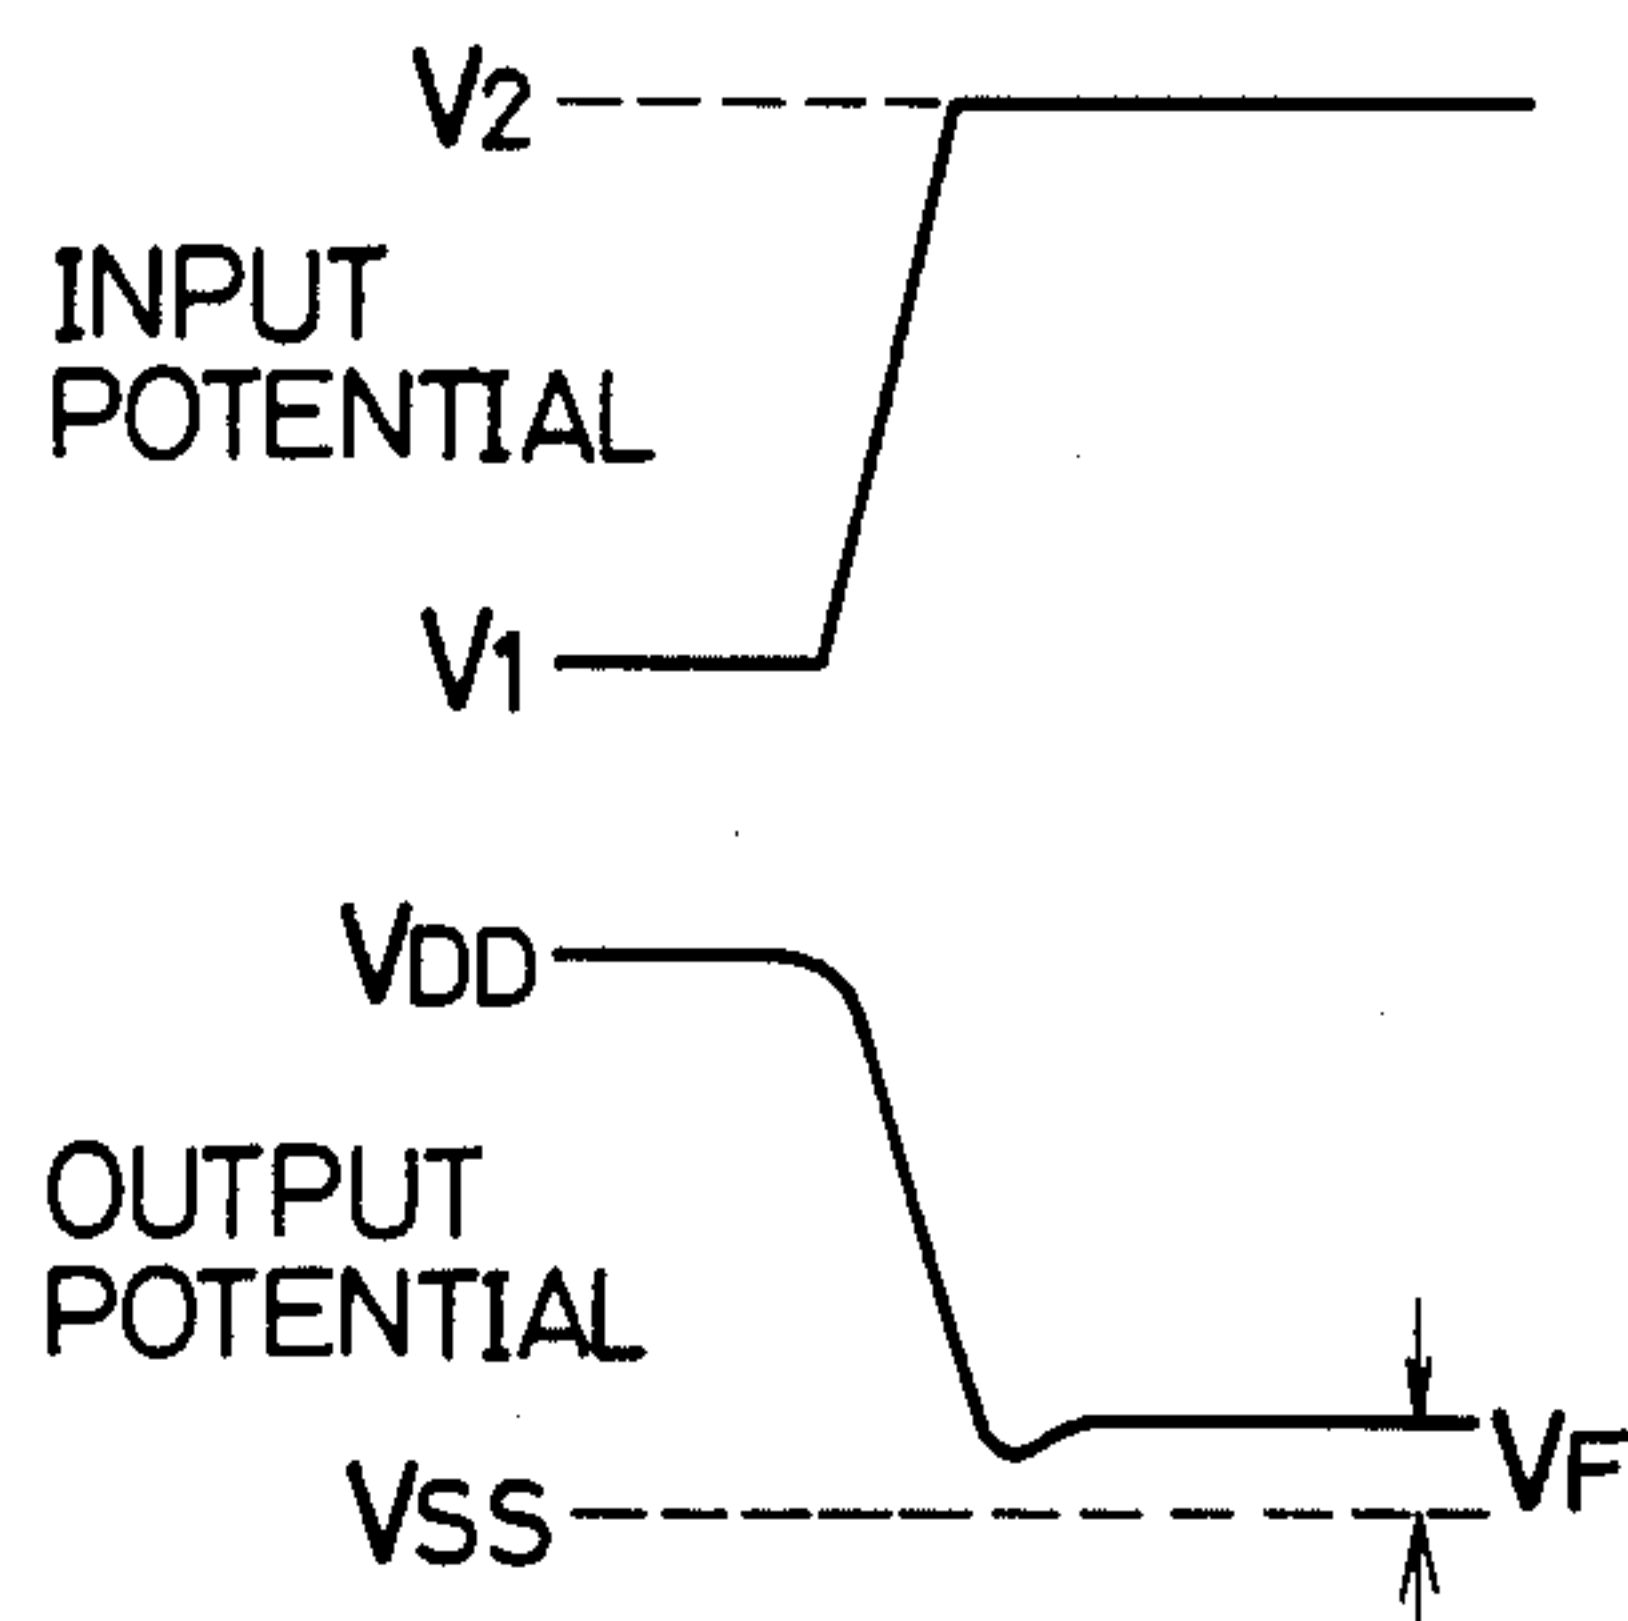 V2
INPUT
POTENTIAL
V1
VDD
OUTPUT
POTENTIAL
VF
VSS